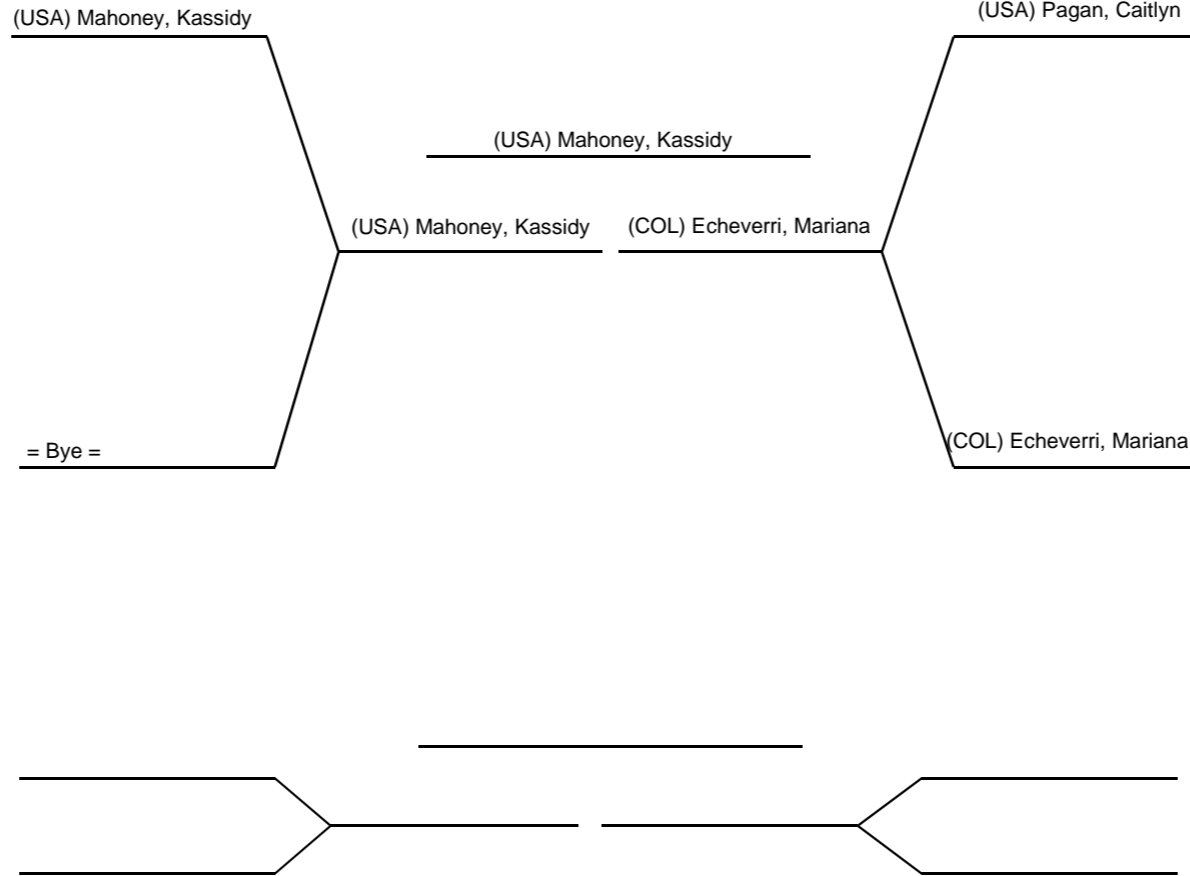 (USA) Mahoney, Kassidy
(USA) Pagan, Caitlyn
(USA) Mahoney, Kassidy
(USA) Mahoney, Kassidy
(COL) Echeverri, Mariana
= Bye =
(COL) Echeverri, Mariana